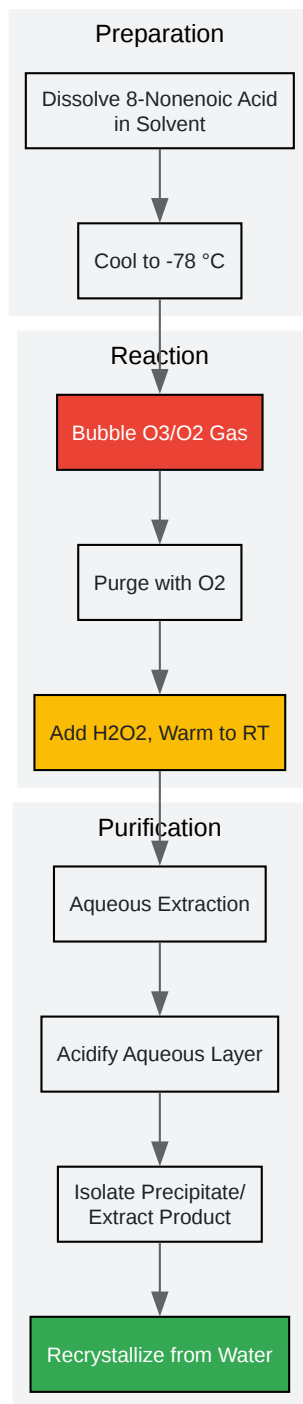 Preparation
Dissolve 8-Nonenoic Acid
in Solvent
Cool to -78 °C
Reaction
Bubble O3/O2 Gas
Purge with O2
Add H2O2, Warm to RT
Purification
Aqueous Extraction
Acidify Aqueous Layer
Isolate Precipitate/
Extract Product
Recrystallize from Water